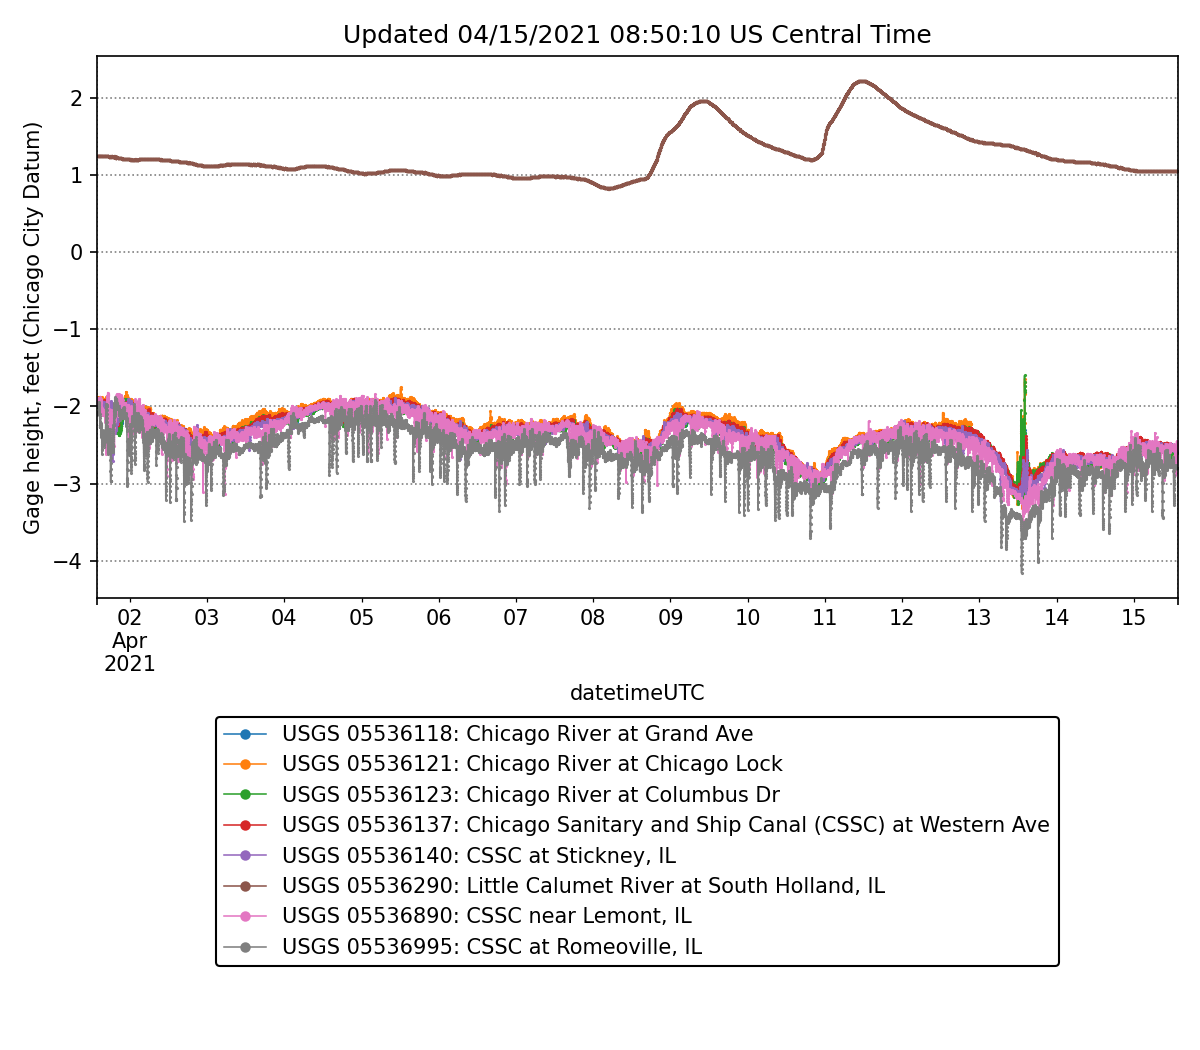 Updated 04/15/2021 08:50:10 US Central Time
Gage height, feet (Chicago City Datum)
2
1
0
−1
−2
−3
−4
02 03 04 05 06 07 08 09 10 11 12 13 14 15
Apr
2021
datetimeUTC
USGS 05536118: Chicago River at Grand Ave
USGS 05536121: Chicago River at Chicago Lock
USGS 05536123: Chicago River at Columbus Dr
USGS 05536137: Chicago Sanitary and Ship Canal (CSSC) at Western Ave
USGS 05536140: CSSC at Stickney, IL
USGS 05536290: Little Calumet River at South Holland, IL
USGS 05536890: CSSC near Lemont, IL
USGS 05536995: CSSC at Romeoville, IL